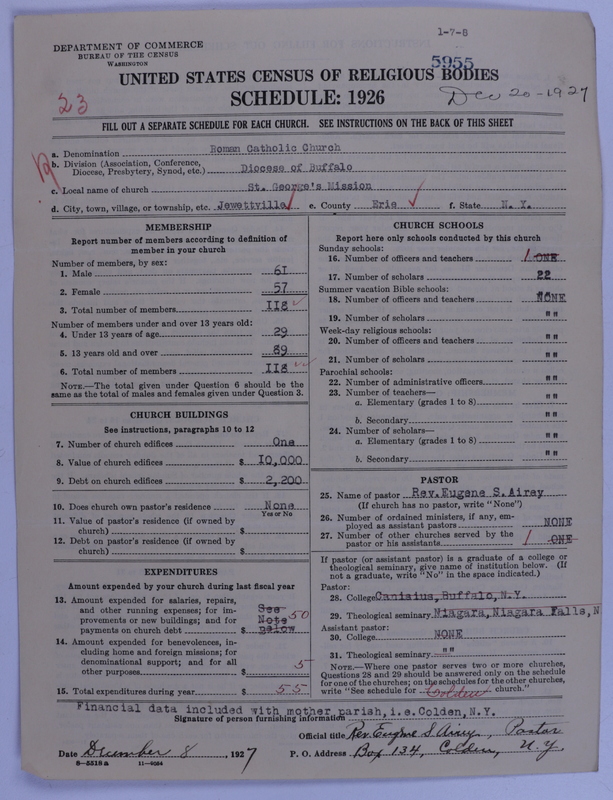 1-7-8
DEPARTMENT OF COMMERCE
BUREAU OF THE CENSUS
WASHINGTON
5955
UNITED STATES CENSUS OF RELIGIOUS BODIES
23
SCHEDULE: 1926
Dec 20-1927
FILL OUT A SEPARATE SCHEDULE FOR EACH CHURCH. SEE INSTRUCTIONS ON THE BACK OF THIS SHEET
a. Denomination Roman Catholic Church
b. Division (Association, Conference, Diocese, Presbytery, Synod, etc.) Diocese of Buffalo
c. Local name of church St. George's Mission
d. City, town, village, or township, etc. Jewettville e. County Erie f. State N. Y.
MEMBERSHIP
Report number of members according to definition of
member in your church
Number of members, by sex:
1. Male 61
2. Female 57
3. Total number of members 118
Number of members under and over 13 years old:
4. Under 13 years of age 29
5. 13 years old and over 89
6. Total number of members 118
NOTE.—The total given under Question 6 should be the
same as the total of males and females given under Question 3.
CHURCH BUILDINGS
See instructions, paragraphs 10 to 12
7. Number of church edifices One
8. Value of church edifices $ 10,000
9. Debt on church edifices $ 2,200
10. Does church own pastor's residence None
Yes or No
11. Value of pastor's residence (if owned by
church) $
12. Debt on pastor's residence (if owned by
church) $
EXPENDITURES
Amount expended by your church during last fiscal year
13. Amount expended for salaries, repairs,
and other running expenses; for im-
provements or new buildings; and for
payments on church debt $ See Note below 50
14. Amount expended for benevolences, in-
cluding home and foreign missions; for
denominational support; and for all
other purposes $ 5
15. Total expenditures during year $ 55
CHURCH SCHOOLS
Report here only schools conducted by this church
Sunday schools:
16. Number of officers and teachers 1 ONE
17. Number of scholars 22
Summer vacation Bible schools:
18. Number of officers and teachers NONE
19. Number of scholars ""
Week-day religious schools:
20. Number of officers and teachers ""
21. Number of scholars ""
Parochial schools:
22. Number of administrative officers ""
23. Number of teachers—
a. Elementary (grades 1 to 8) ""
b. Secondary ""
24. Number of scholars—
a. Elementary (grades 1 to 8) ""
b. Secondary ""
PASTOR
25. Name of pastor Rev. Eugene S. Airey
(If church has no pastor, write "None")
26. Number of ordained ministers, if any, em-
ployed as assistant pastors NONE
27. Number of other churches served by the
pastor or his assistants 1 ONE
If pastor (or assistant pastor) is a graduate of a college or
theological seminary, give name of institution below. (If
not a graduate, write "No" in the space indicated.)
Pastor:
28. College Canisius, Buffalo, N.Y.
29. Theological seminary Niagara, Niagara Falls, N
Assistant pastor:
30. College NONE
31. Theological seminary ""
NOTE.—Where one pastor serves two or more churches,
Questions 28 and 29 should be answered only on the schedule
for one of the churches; on the schedules for the other churches,
write "See schedule for Colden church."
Financial data included with mother parish, i.e. Colden, N.Y.
Signature of person furnishing information
Official title Rev. Eugene S Airey, Pastor
Date December 8, 1927 P. O. Address Box 134, Colden, N.Y.
8—5518a 11—9064